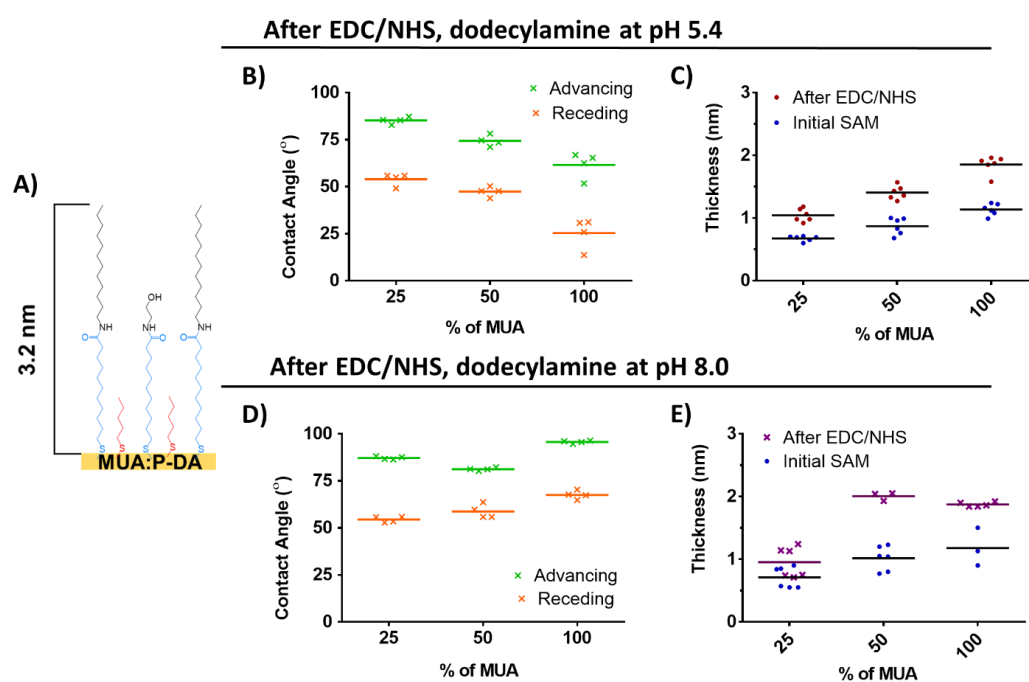 After EDC/NHS, dodecylamine at pH 5.4
A)
3.2 nm
OH
NH
NH
NH
O
O
O
S
S
S
S
S
MUA:P-DA
B)
Advancing
Receding
Contact Angle (°)
100
75
50
25
0
25
50
100
% of MUA
C)
After EDC/NHS
Initial SAM
Thickness (nm)
3
2
1
0
25
50
100
% of MUA
After EDC/NHS, dodecylamine at pH 8.0
D)
Contact Angle (°)
100
75
50
25
0
Advancing
Receding
25
50
100
% of MUA
E)
After EDC/NHS
Initial SAM
Thickness (nm)
3
2
1
0
25
50
100
% of MUA